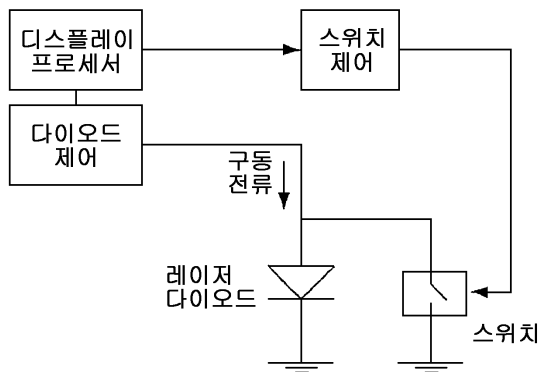 디스플레이
프로세서
스위치
제어
다이오드
제어
구동
전류
레이저
다이오드
스위치